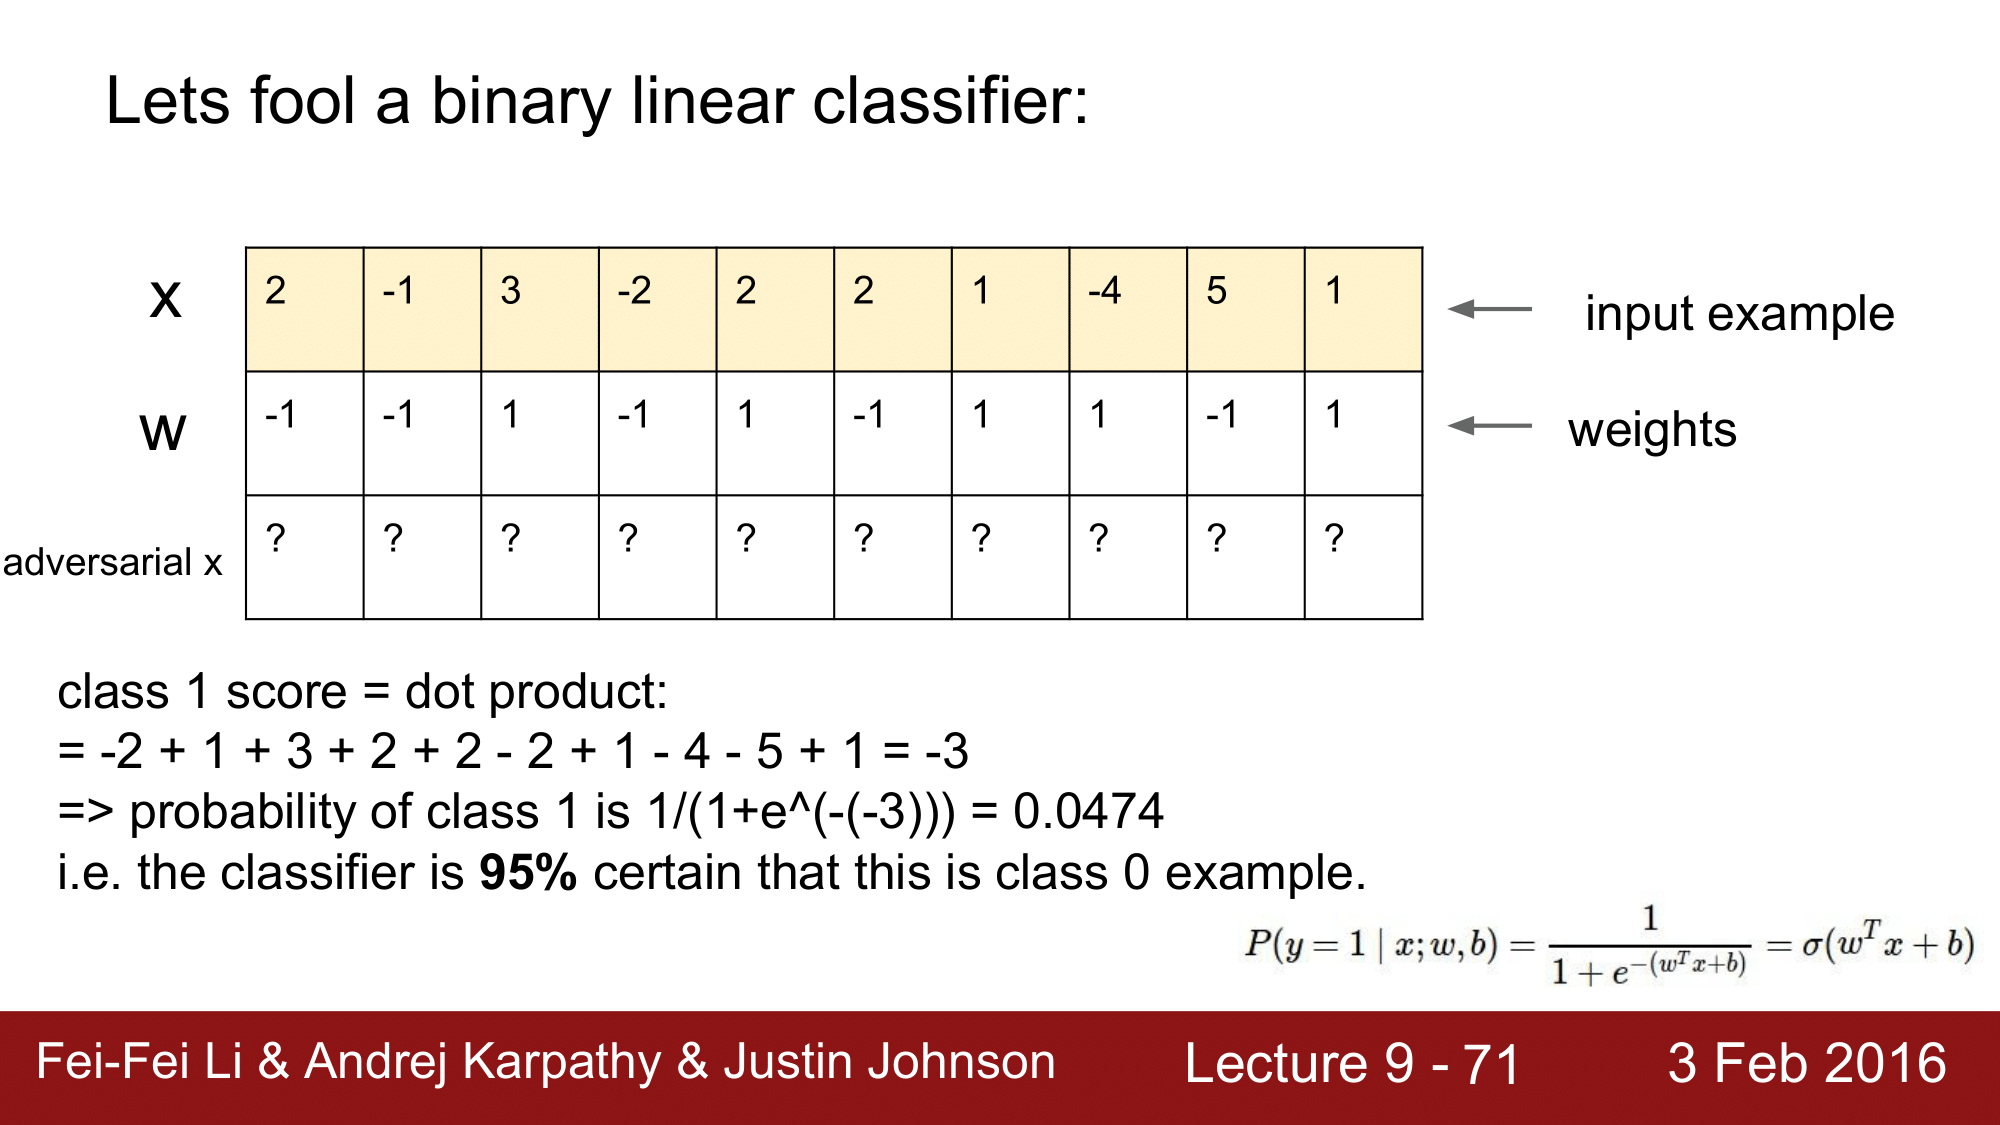 Lets fool a binary linear classifier:
x 2 -1 3 -2 2 2 1 -4 5 1 input example
w -1 -1 1 -1 1 -1 1 1 -1 1 weights
adversarial x ? ? ? ? ? ? ? ? ? ?
class 1 score = dot product:
= -2 + 1 + 3 + 2 + 2 - 2 + 1 - 4 - 5 + 1 = -3
=> probability of class 1 is 1/(1+e^(-(-3))) = 0.0474
i.e. the classifier is 95% certain that this is class 0 example.
P(y = 1 | x; w, b) = 1 / (1 + e^{-(w^T x+b)}) = σ(w^T x + b)
Fei-Fei Li & Andrej Karpathy & Justin Johnson Lecture 9 - 71 3 Feb 2016